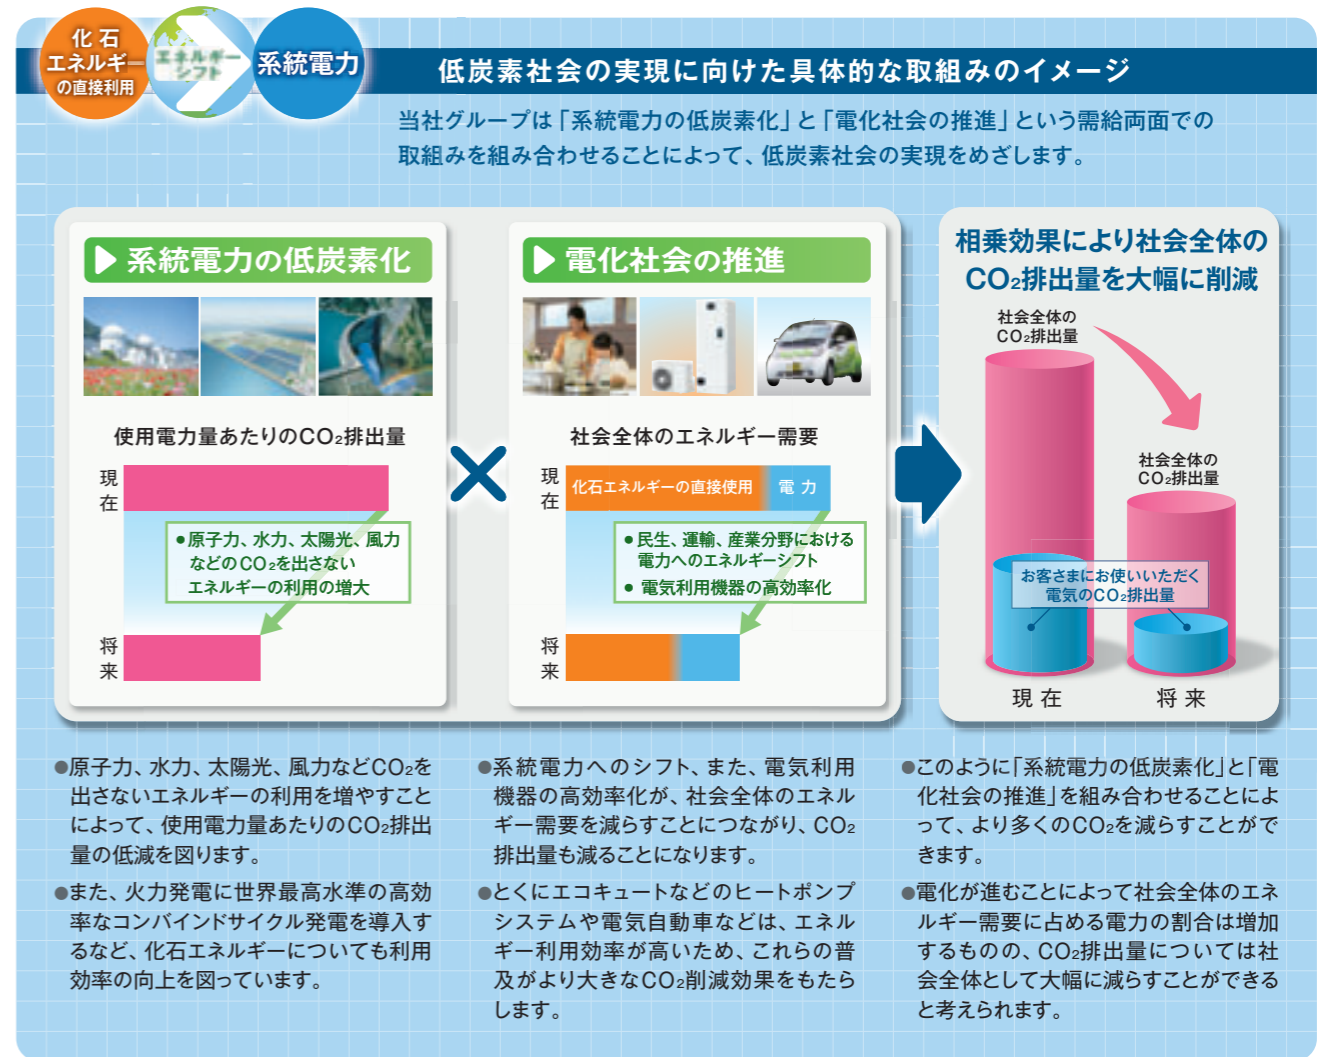 化石
エネルギー
の直接利用
エネルギー
シフト
系統電力
低炭素社会の実現に向けた具体的な取組みのイメージ
当社グループは「系統電力の低炭素化」と「電化社会の推進」という需給両面での
取組みを組み合わせることによって、低炭素社会の実現をめざします。
系統電力の低炭素化
使用電力量あたりのCO₂排出量
現在
●原子力、水力、太陽光、風力
などのCO₂を出さない
エネルギーの利用の増大
将来
電化社会の推進
社会全体のエネルギー需要
現在
化石エネルギーの直接使用
電力
●民生、運輸、産業分野における
電力へのエネルギーシフト
●電気利用機器の高効率化
将来
相乗効果により社会全体の
CO₂排出量を大幅に削減
社会全体の
CO₂排出量
社会全体の
CO₂排出量
お客さまにお使いいただく
電気のCO₂排出量
現在
将来
●原子力、水力、太陽光、風力などCO₂を
出さないエネルギーの利用を増やすこと
によって、使用電力量あたりのCO₂排出
量の低減を図ります。
●また、火力発電に世界最高水準の高効
率なコンバインドサイクル発電を導入す
るなど、化石エネルギーについても利用
効率の向上を図っています。
●系統電力へのシフト、また、電気利用
機器の高効率化が、社会全体のエネル
ギー需要を減らすことにつながり、CO₂
排出量も減ることになります。
●とくにエコキュートなどのヒートポンプ
システムや電気自動車などは、エネル
ギー利用効率が高いため、これらの普
及がより大きなCO₂削減効果をもたら
します。
●このように「系統電力の低炭素化」と「電
化社会の推進」を組み合わせることによ
って、より多くのCO₂を減らすことがで
きます。
●電化が進むことによって社会全体のエネ
ルギー需要に占める電力の割合は増加
するものの、CO₂排出量については社
会全体として大幅に減らすことができる
と考えられます。